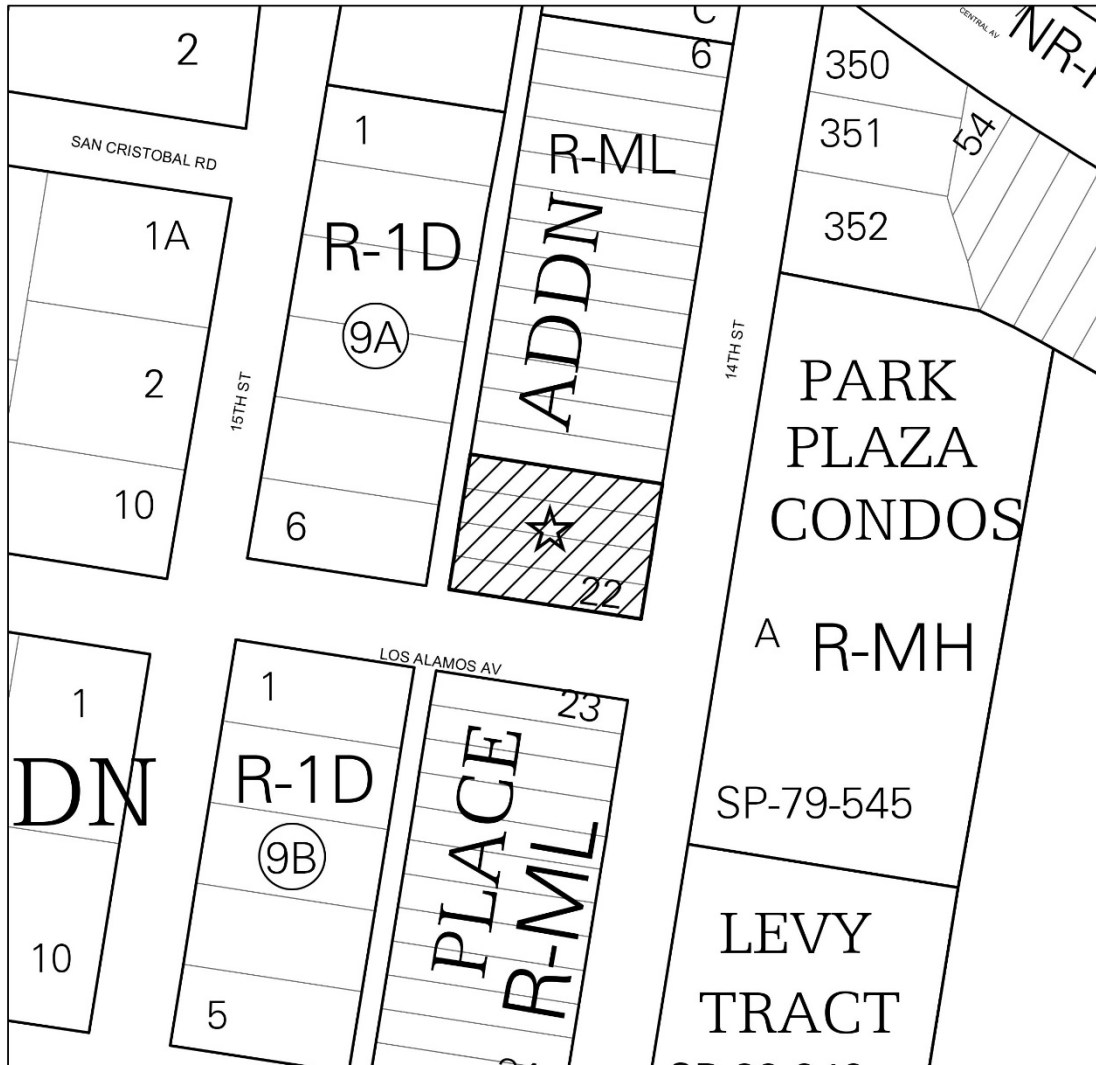 2
SAN CRISTOBAL RD
1
C
6
R-ML
ADDN
350
351
352
54
CENTRAL AV
1A
R-1D
9A
2
15TH ST
14TH ST
10
6
22
PARK
PLAZA
CONDOS
A
R-MH
SP-79-545
LOS ALAMOS AV
1
DN
10
1
R-1D
9B
5
23
PLACE
R-ML
LEVY
TRACT